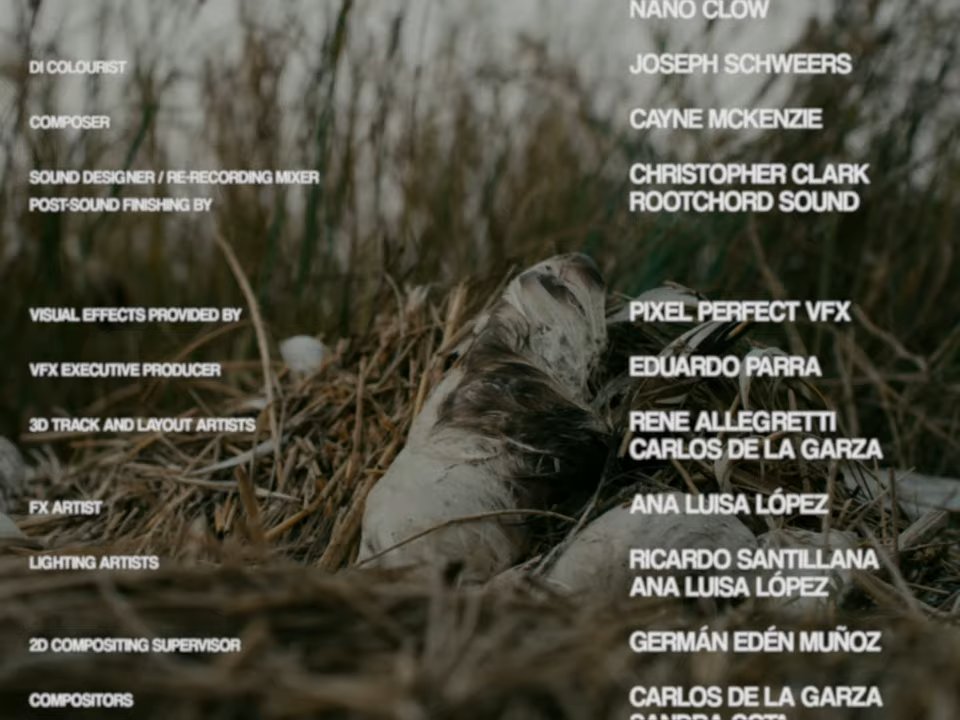 NANO CLOW
DI COLOURIST JOSEPH SCHWEERS
COMPOSER CAYNE MCKENZIE
SOUND DESIGNER / RE-RECORDING MIXER CHRISTOPHER CLARK
POST-SOUND FINISHING BY ROOTCHORD SOUND
VISUAL EFFECTS PROVIDED BY PIXEL PERFECT VFX
VFX EXECUTIVE PRODUCER EDUARDO PARRA
3D TRACK AND LAYOUT ARTISTS RENE ALLEGRETTI
CARLOS DE LA GARZA
FX ARTIST ANA LUISA LÓPEZ
LIGHTING ARTISTS RICARDO SANTILLANA
ANA LUISA LÓPEZ
2D COMPOSITING SUPERVISOR GERMÁN EDÉN MUÑOZ
COMPOSITORS CARLOS DE LA GARZA